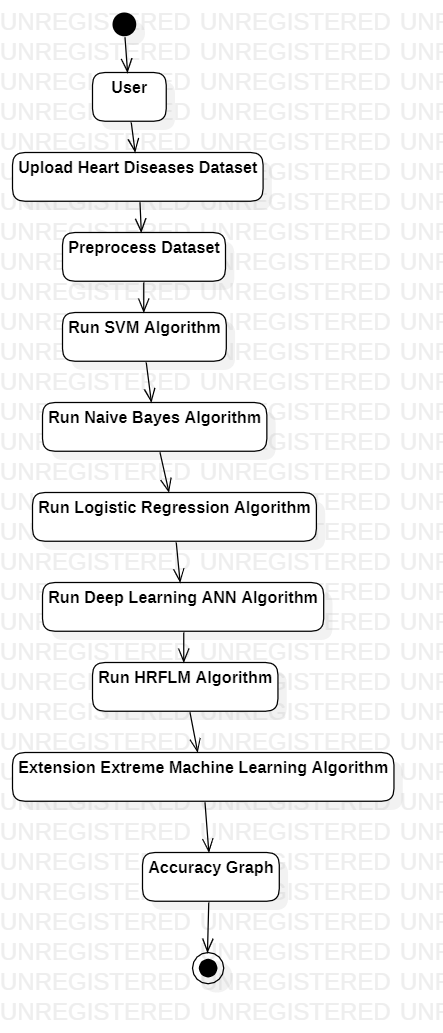 User
Upload Heart Diseases Dataset
Preprocess Dataset
Run SVM Algorithm
Run Naive Bayes Algorithm
Run Logistic Regression Algorithm
Run Deep Learning ANN Algorithm
Run HRFLM Algorithm
Extension Extreme Machine Learning Algorithm
Accuracy Graph
UNREGISTERED